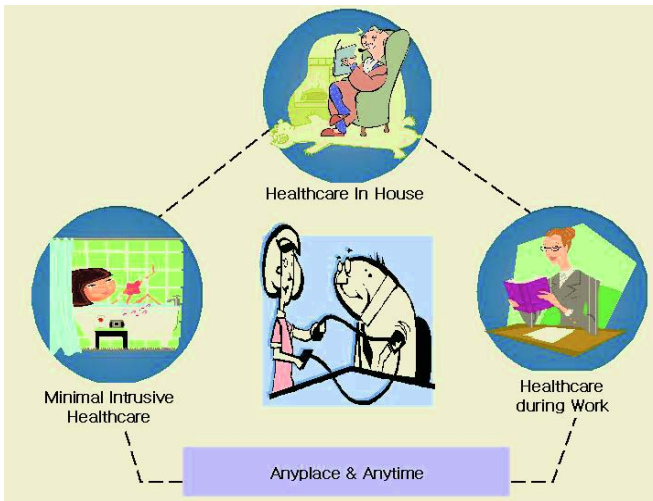 Healthcare In House
Minimal Intrusive
Healthcare
Healthcare
during Work
Anyplace & Anytime